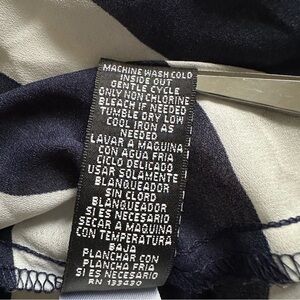 MACHINE WASH COLD
INSIDE OUT
GENTLE CYCLE
ONLY NON CHLORINE
BLEACH IF NEEDED
TUMBLE DRY LOW
COOL IRON AS
NEEDED
LAVAR A MAQUINA
CON AGUA FRIA
CICLO DELICADO
USAR SOLAMENTE
BLANQUEADOR
SIN CLORO
BLANQUEADOR
SI ES NECESARIO
SECAR A MAQUINA
CON TEMPERATURA
BAJA
PLANCHAR CON
PLANCHA FRIA
SI ES NECESARIO
RN 133490